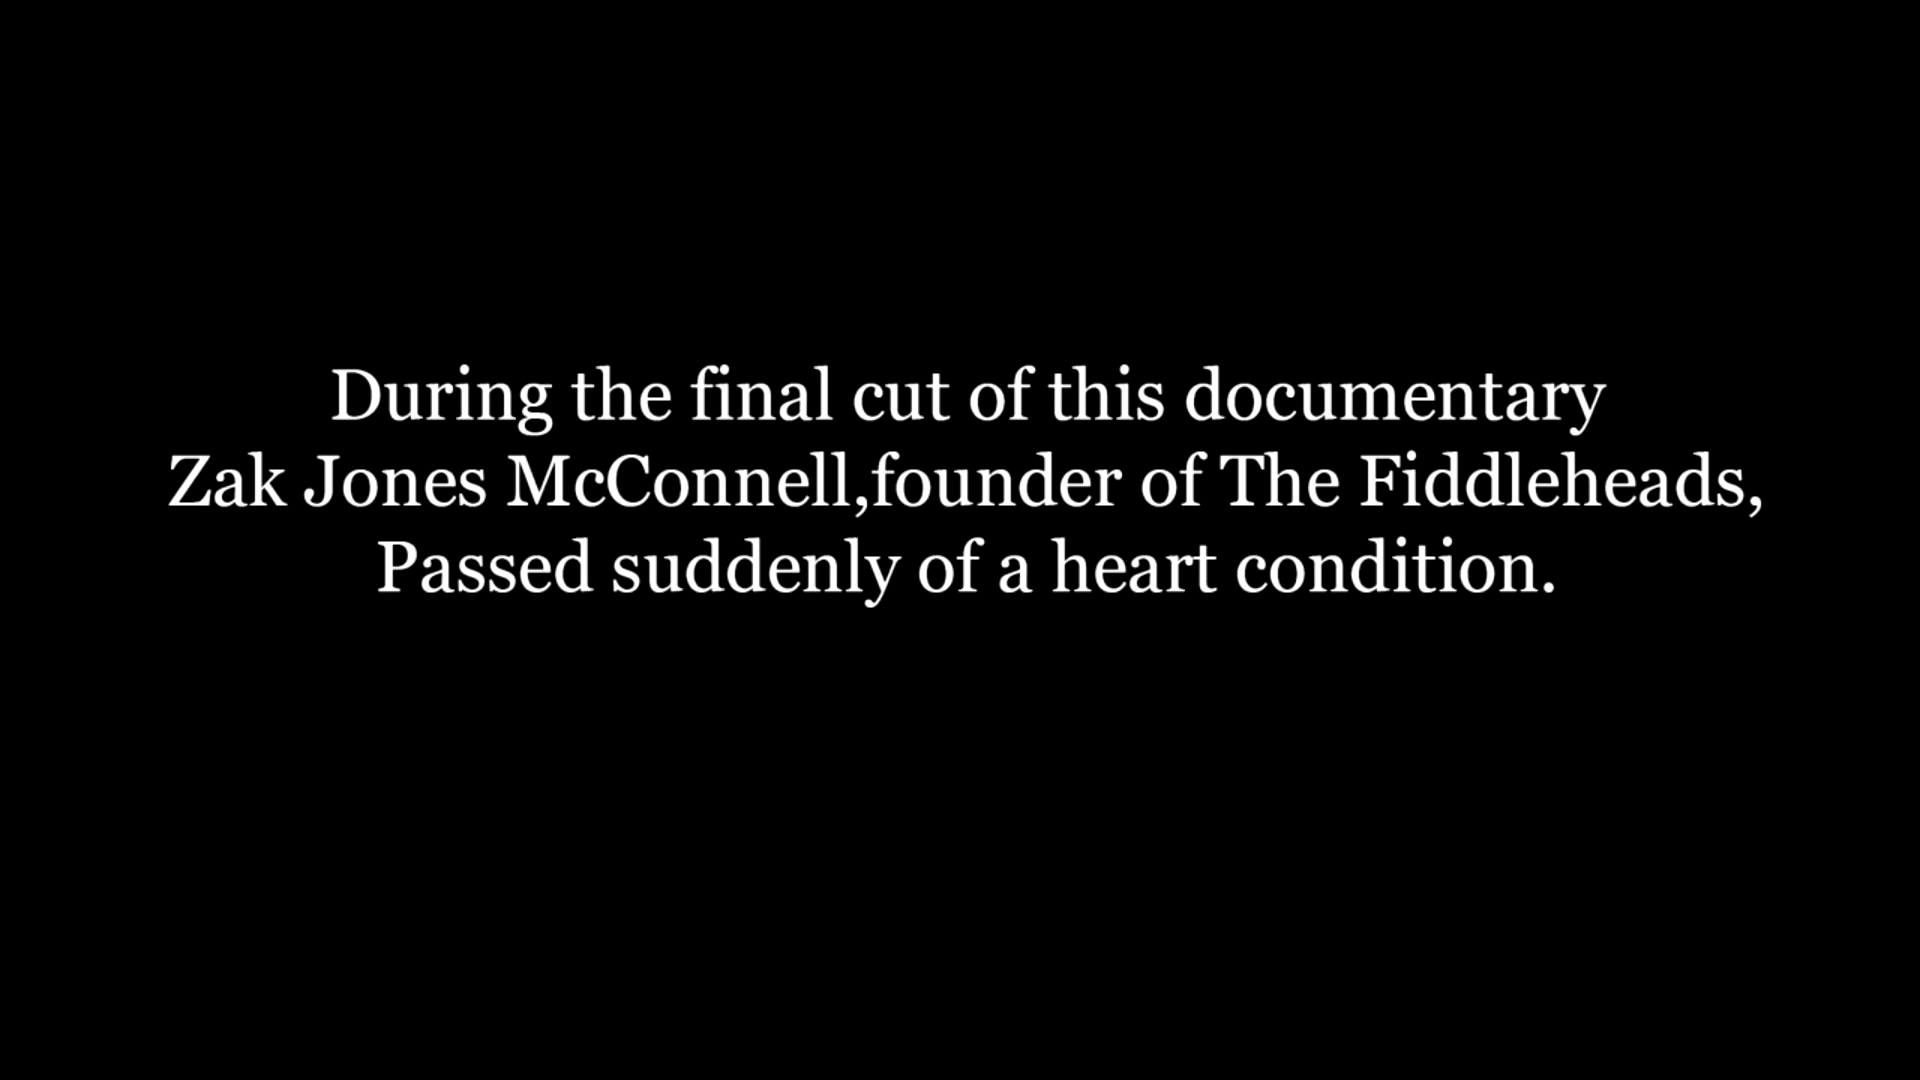 During the final cut of this documentary
Zak Jones McConnell,founder of The Fiddleheads,
Passed suddenly of a heart condition.